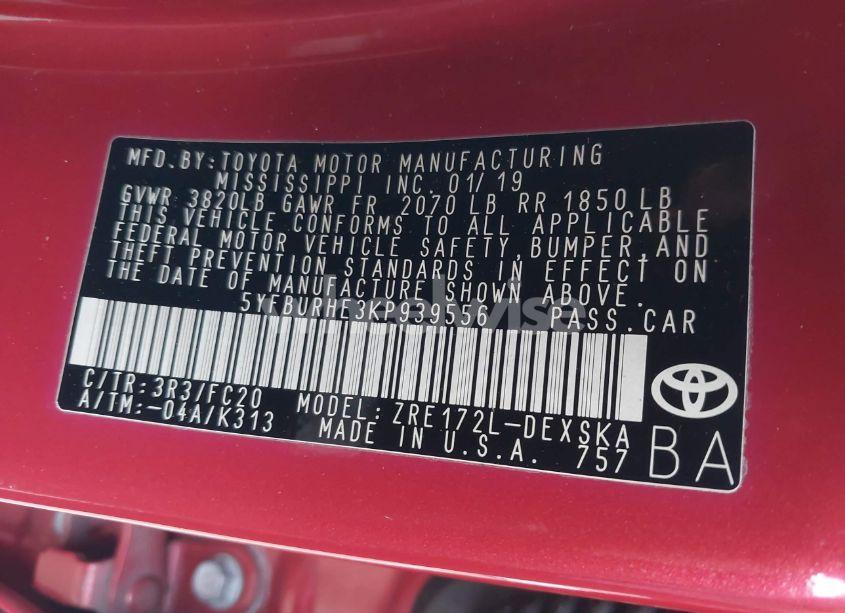 MFD.BY:TOYOTA MOTOR MANUFACTURING
MISSISSIPPI INC. 01/19
GVWR 3820LB GAWR FR 2070 LB RR 1850 LB
THIS VEHICLE CONFORMS TO ALL APPLICABLE
FEDERAL MOTOR VEHICLE SAFETY,BUMPER,AND
THEFT PREVENTION STANDARDS IN EFFECT ON
THE DATE OF MANUFACTURE SHOWN ABOVE.
5YFBURHE3KP939556 PASS.CAR
C/TR:3R3/FC20
A/TM:-04A/K313
MODEL:ZRE172L-DEXSKA
MADE IN U.S.A. 757
BA